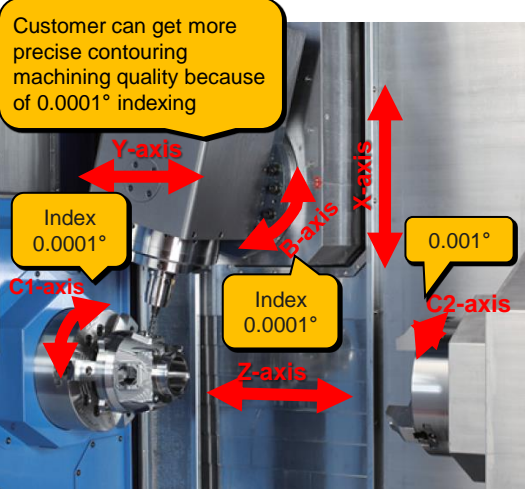 Customer can get more
precise contouring
machining quality because
of 0.0001° indexing
Y-axis
X-axis
B-axis
Index
0.0001°
0.001°
C1-axis
Index
0.0001°
C2-axis
Z-axis